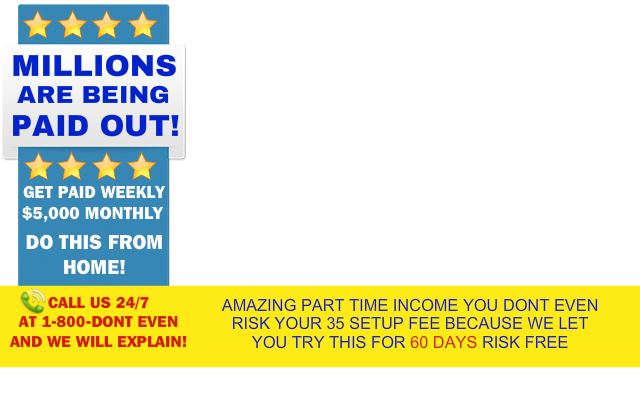 MILLIONS
ARE BEING
PAID OUT!
GET PAID WEEKLY
$5,000 MONTHLY
DO THIS FROM
HOME!
CALL US 24/7
AT 1-800-DONT EVEN
AND WE WILL EXPLAIN!
AMAZING PART TIME INCOME YOU DONT EVEN
RISK YOUR 35 SETUP FEE BECAUSE WE LET
YOU TRY THIS FOR 60 DAYS RISK FREE